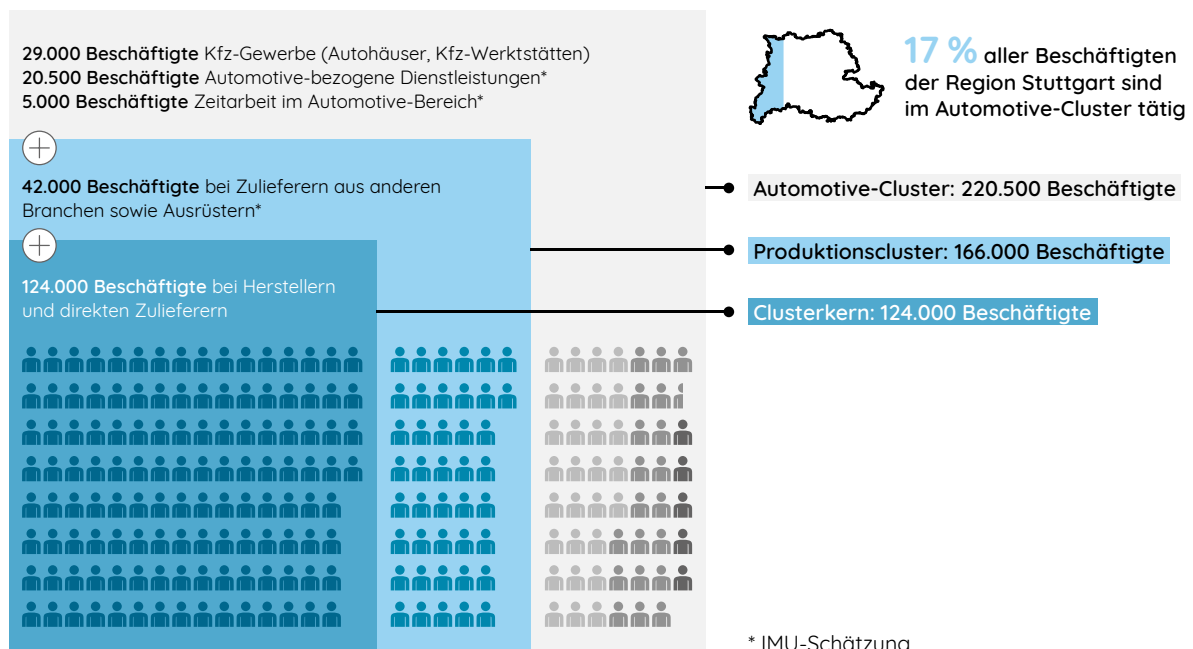 29.000 Beschäftigte Kfz-Gewerbe (Autohäuser, Kfz-Werkstätten)
20.500 Beschäftigte Automotive-bezogene Dienstleistungen*
5.000 Beschäftigte Zeitarbeit im Automotive-Bereich*
42.000 Beschäftigte bei Zulieferern aus anderen
Branchen sowie Ausrüstern*
124.000 Beschäftigte bei Herstellern
und direkten Zulieferern
17 % aller Beschäftigten
der Region Stuttgart sind
im Automotive-Cluster tätig
Automotive-Cluster: 220.500 Beschäftigte
Produktionscluster: 166.000 Beschäftigte
Clusterkern: 124.000 Beschäftigte
* IMU-Schätzung